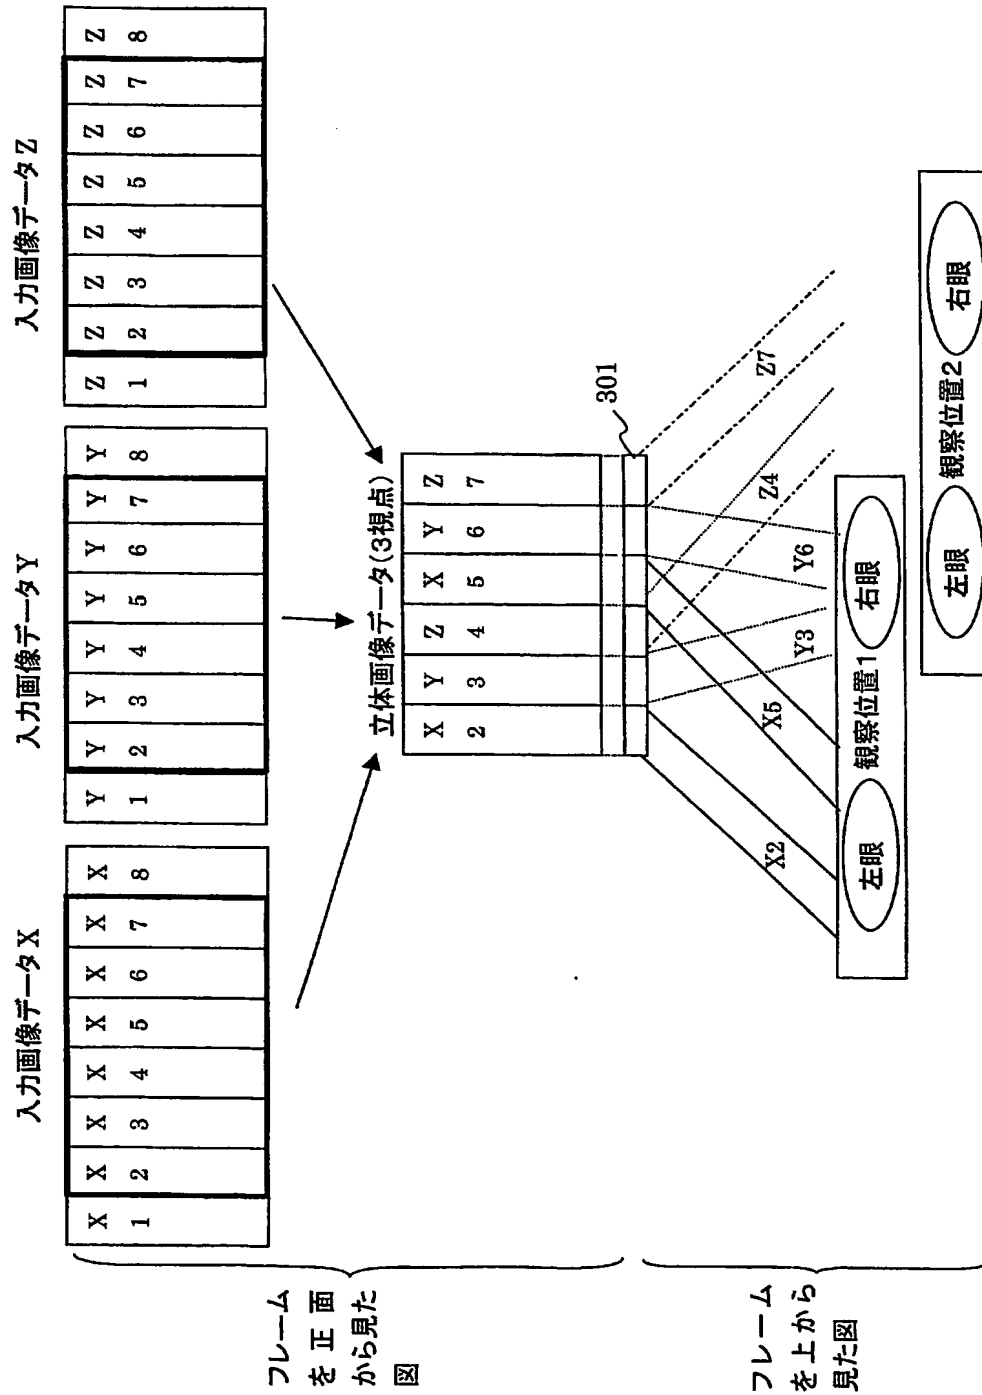 入力画像データX
入力画像データY
入力画像データZ
X X X X X X X X
1 2 3 4 5 6 7 8
Y Y Y Y Y Y Y Y
1 2 3 4 5 6 7 8
Z Z Z Z Z Z Z Z
1 2 3 4 5 6 7 8
フレーム
を正面
から見た
図
立体画像データ(3視点)
X Y Z X Y Z
2 3 4 5 6 7
301
フレーム
を上から
見た図
X2
X5
Y3
Y6
Z4
Z7
左眼
観察位置1
右眼
左眼
観察位置2
右眼